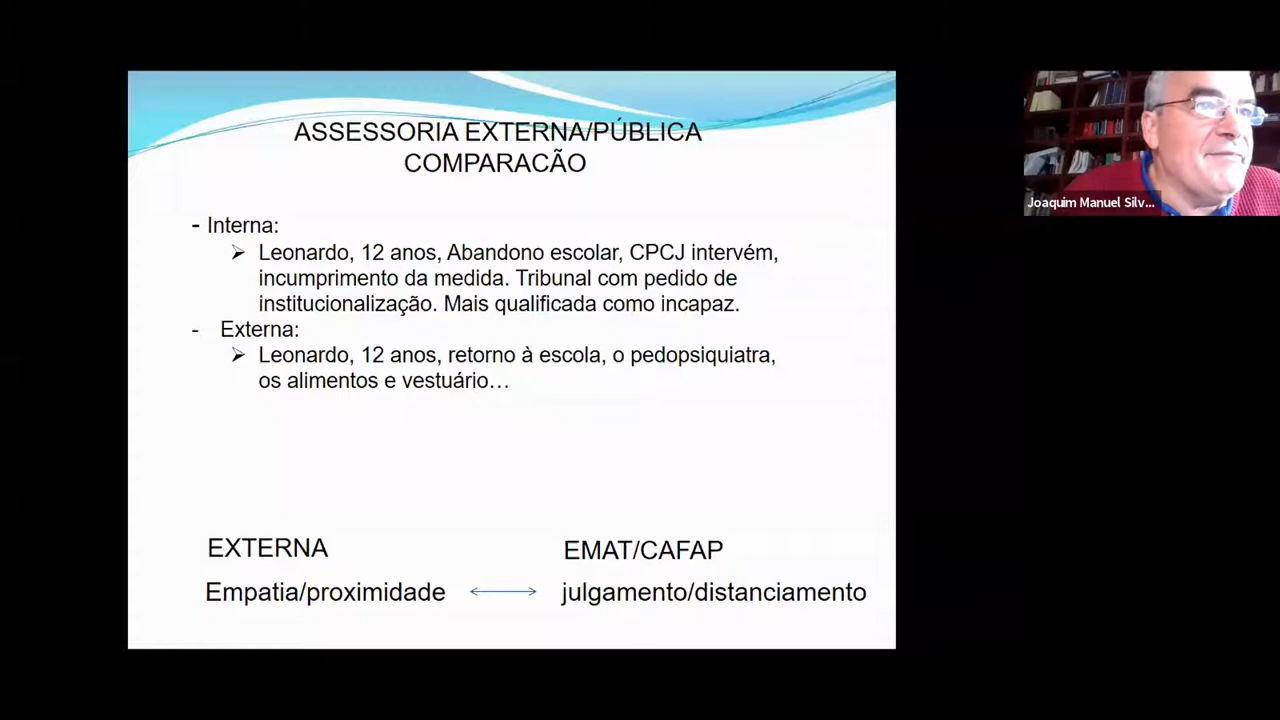 ASSESSORIA EXTERNA/PÚBLICA
COMPARACÃO
- Interna:
➢ Leonardo, 12 anos, Abandono escolar, CPCJ intervém,
incumprimento da medida. Tribunal com pedido de
institucionalização. Mais qualificada como incapaz.
- Externa:
➢ Leonardo, 12 anos, retorno à escola, o pedopsiquiatra,
os alimentos e vestuário…
EXTERNA
EMAT/CAFAP
Empatia/proximidade
julgamento/distanciamento
Joaquim Manuel Silv...